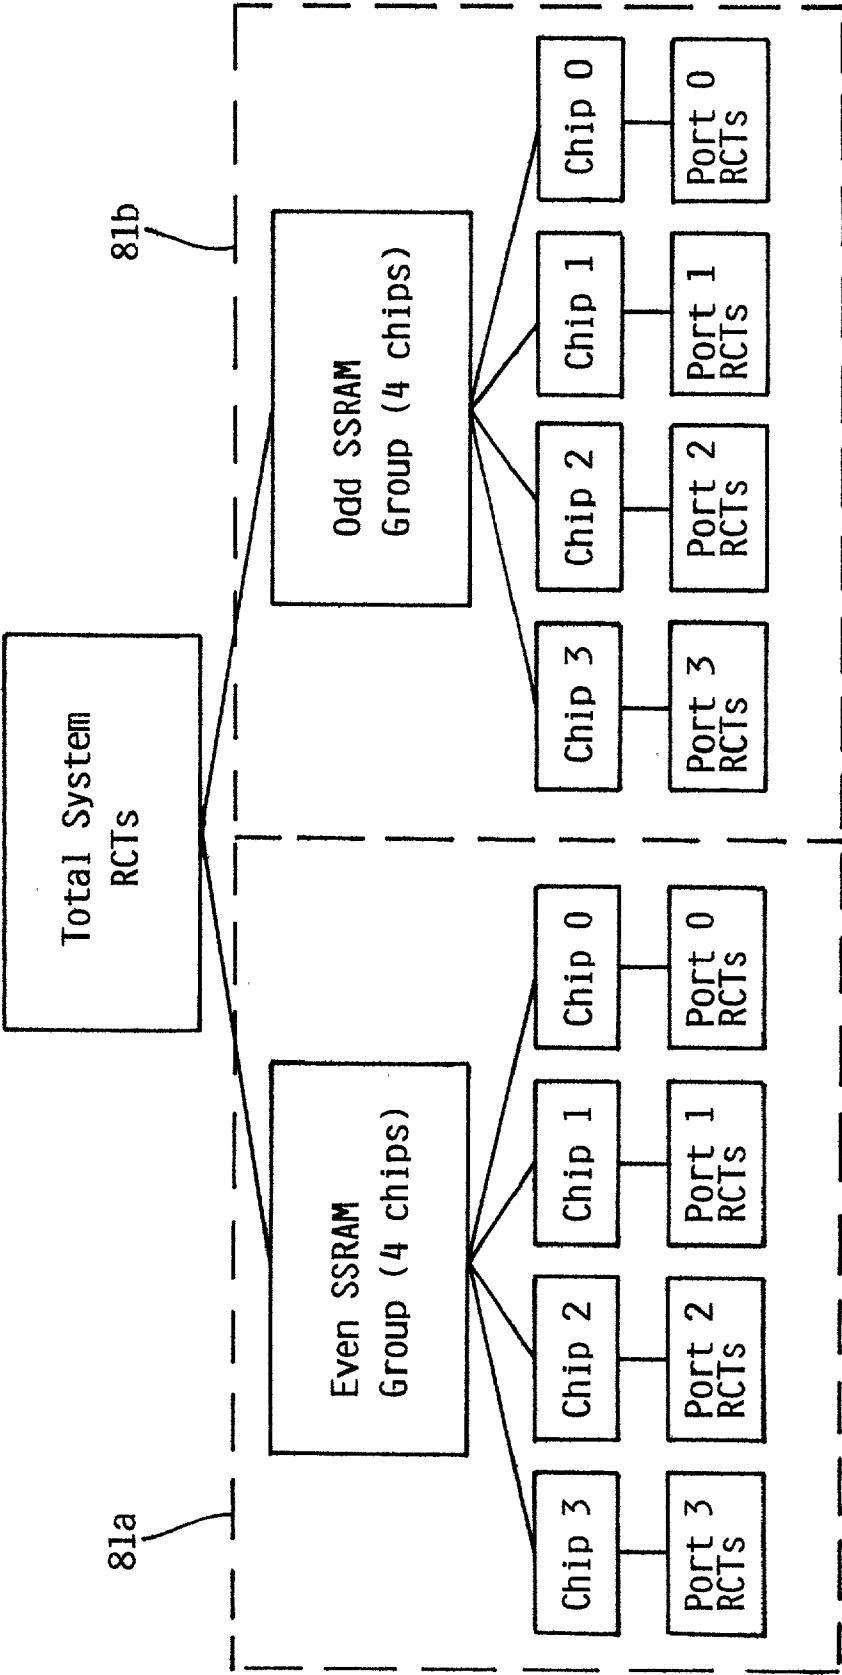 Total System
RCTs
81a
81b
Even SSRAM
Group (4 chips)
Odd SSRAM
Group (4 chips)
Chip 3
Chip 2
Chip 1
Chip 0
Chip 3
Chip 2
Chip 1
Chip 0
Port 3
RCTs
Port 2
RCTs
Port 1
RCTs
Port 0
RCTs
Port 3
RCTs
Port 2
RCTs
Port 1
RCTs
Port 0
RCTs